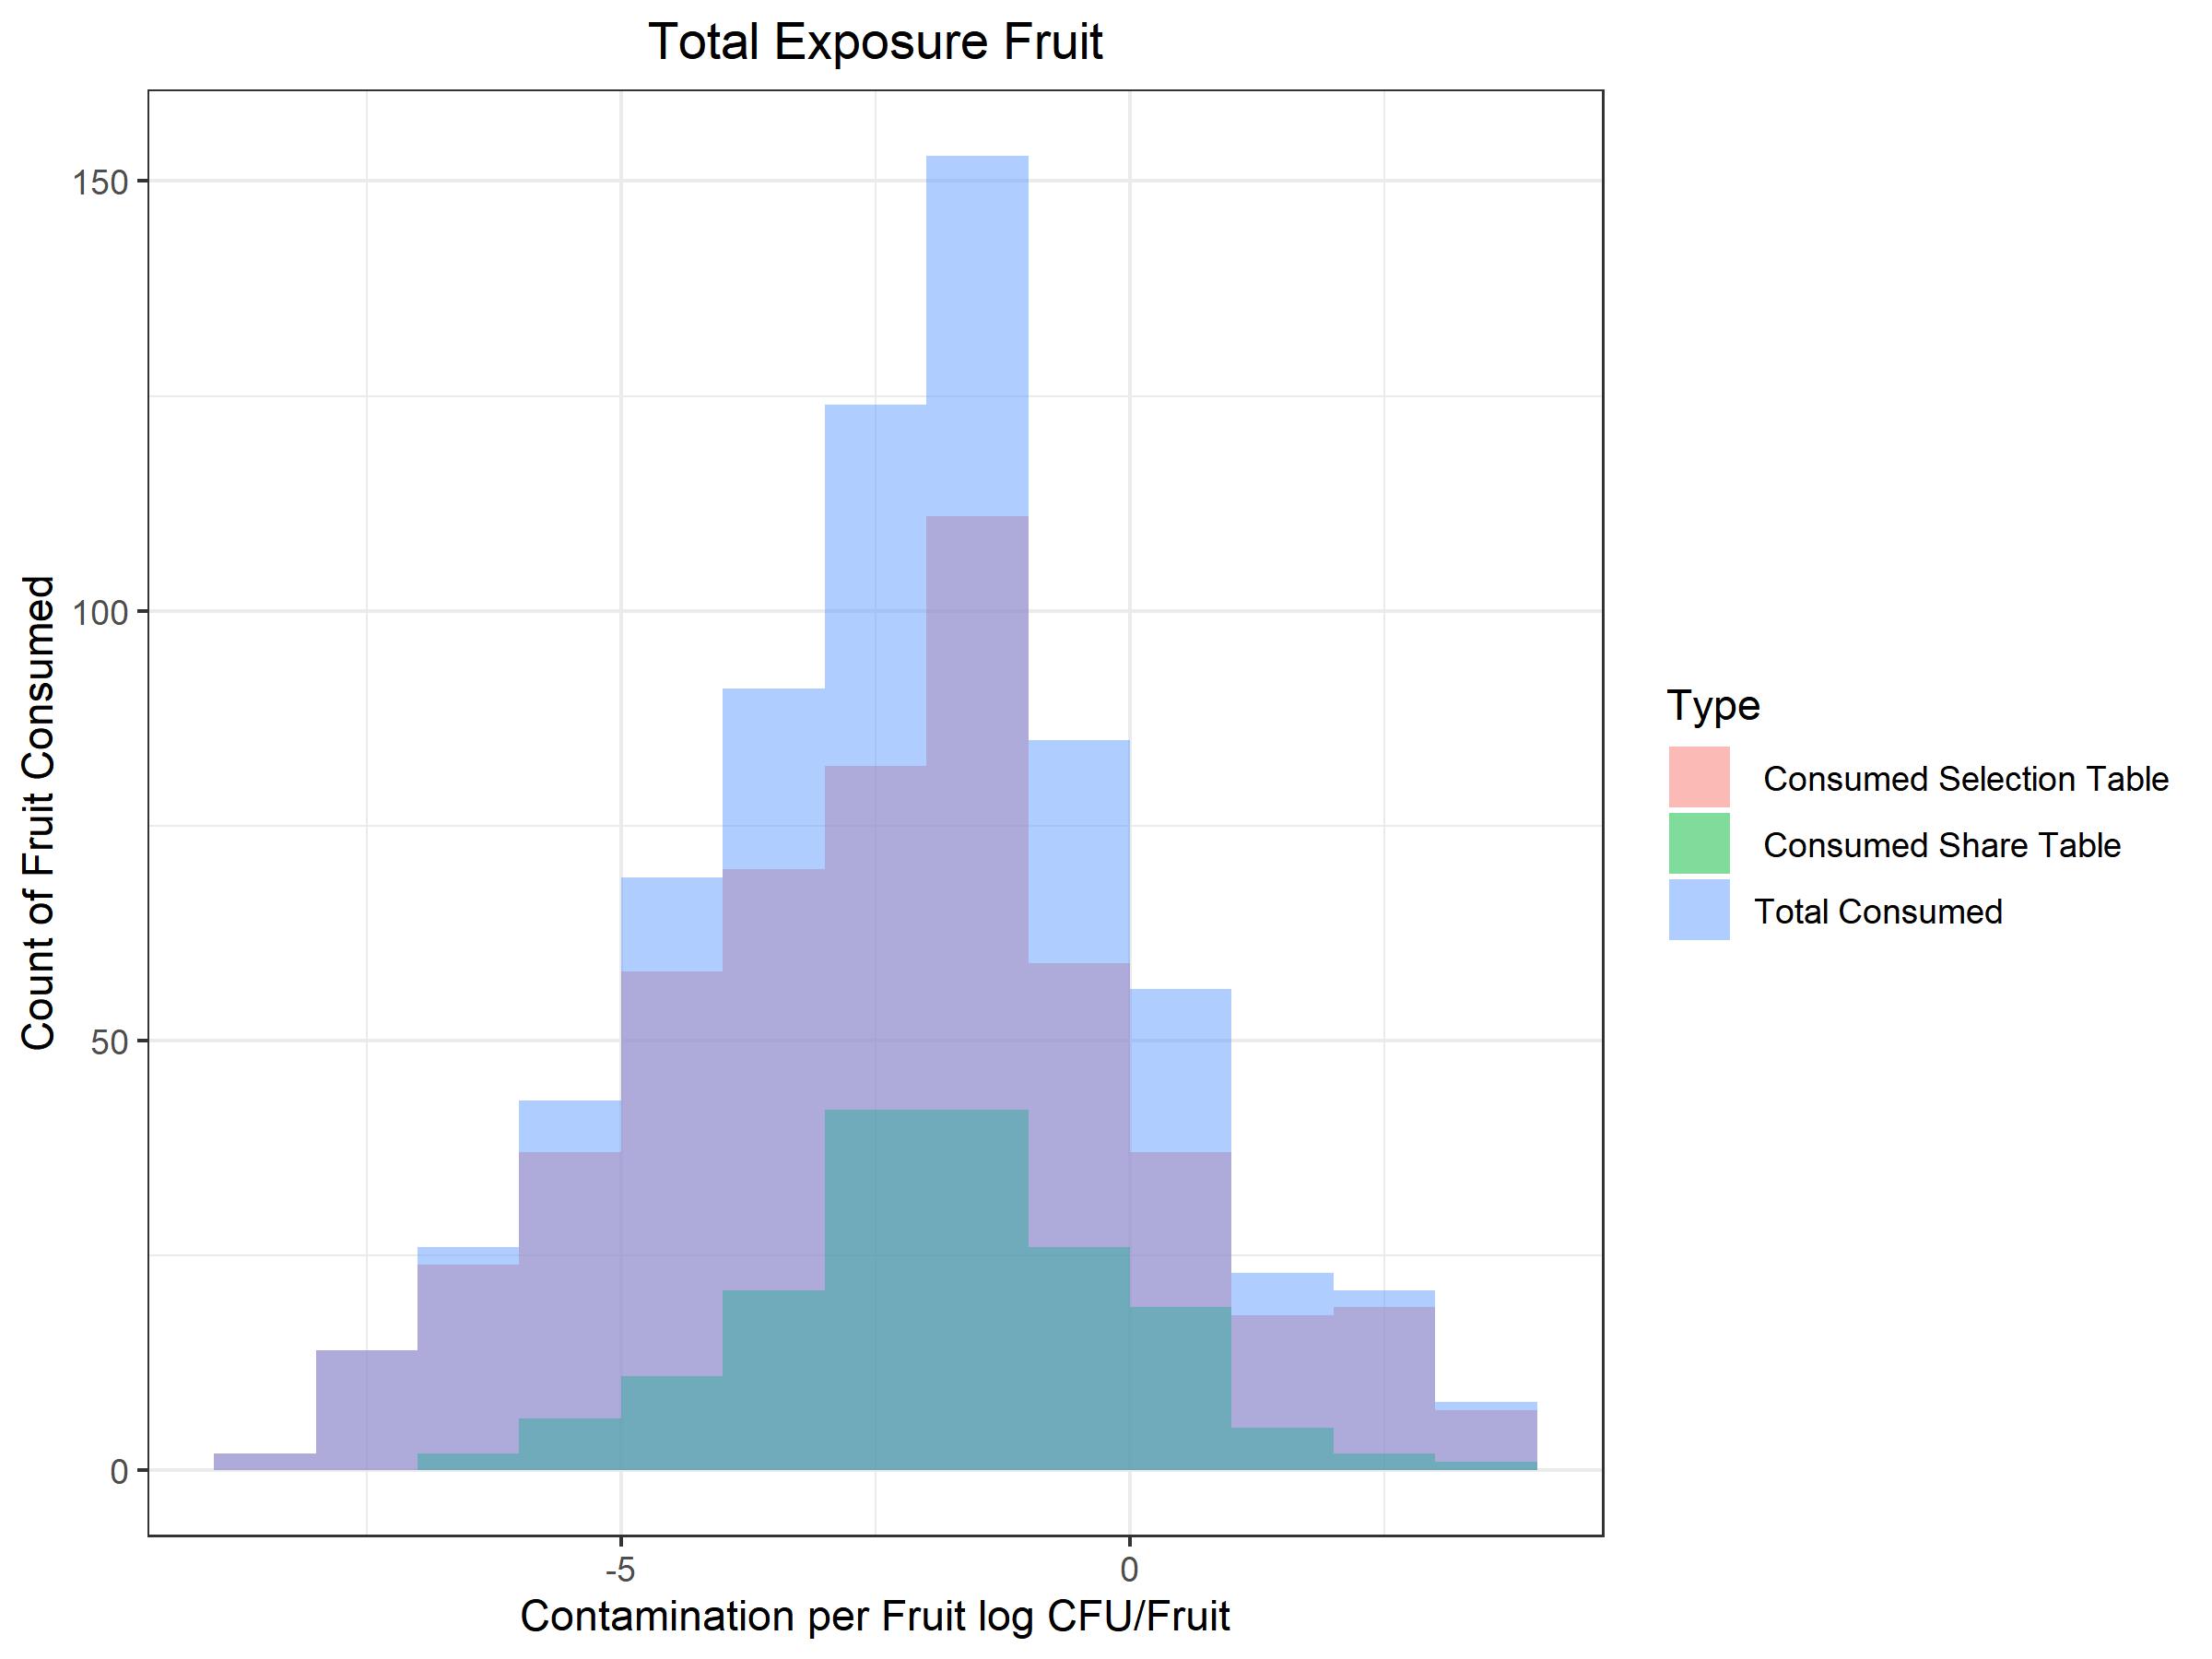 Total Exposure Fruit
150
100
50
0
Count of Fruit Consumed
-5
0
Contamination per Fruit log CFU/Fruit
Type
Consumed Selection Table
Consumed Share Table
Total Consumed